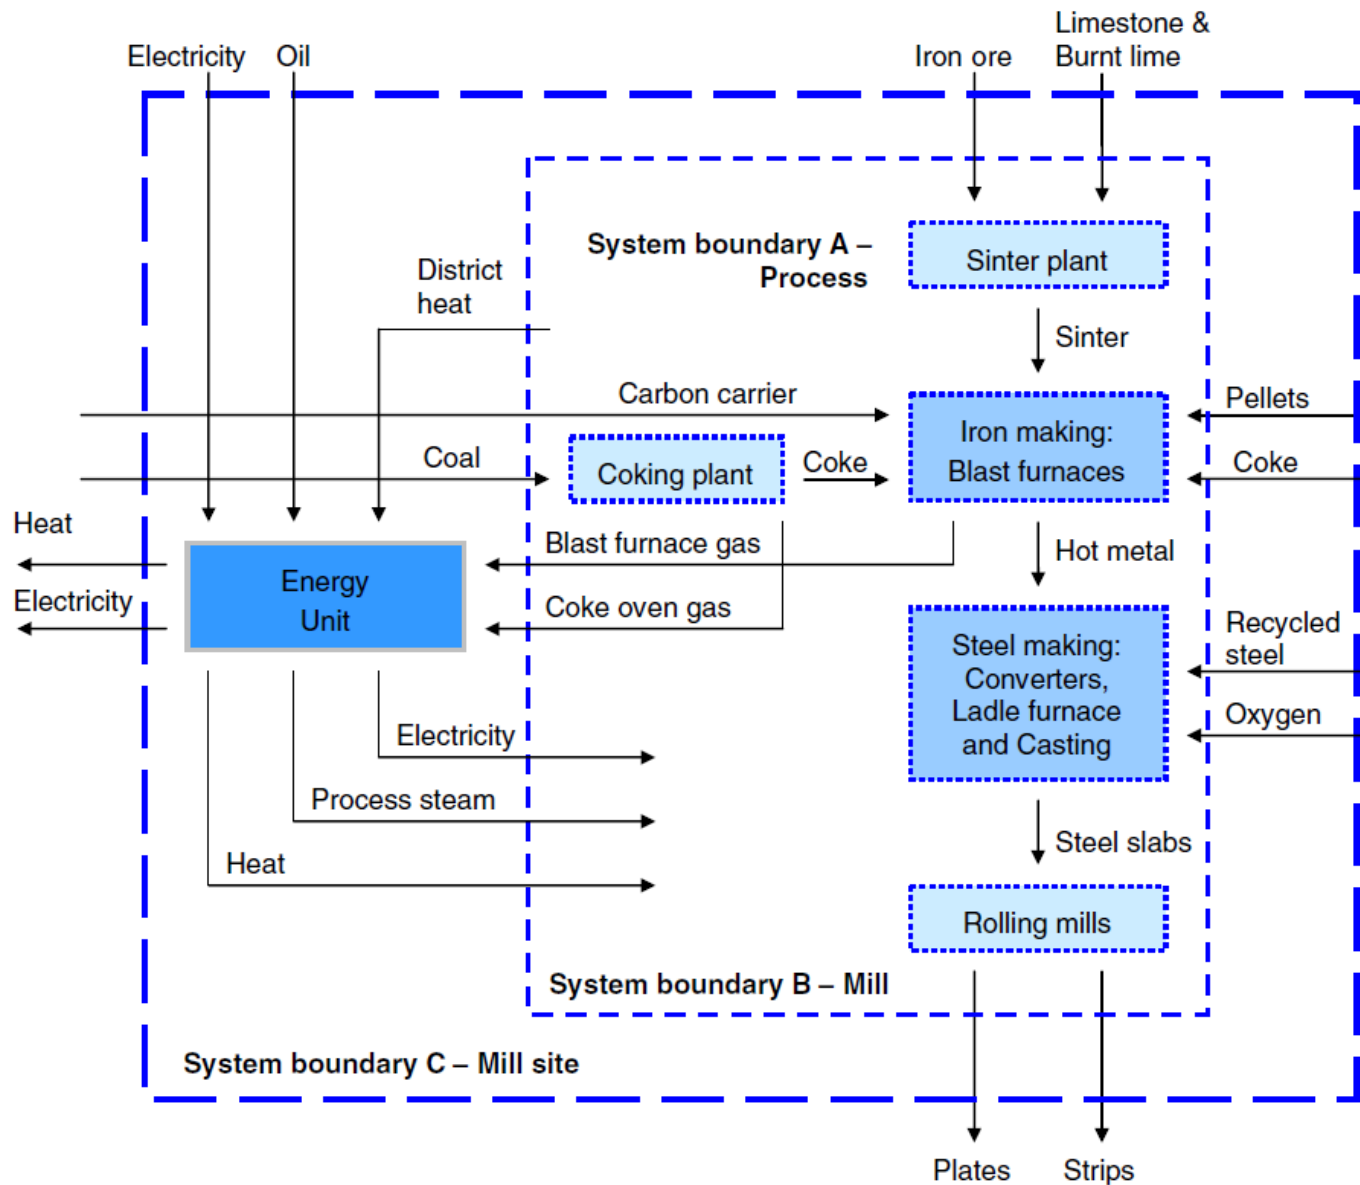 Limestone &
Electricity Oil Iron ore Burnt lime
System boundary A –
Process
Sinter plant
District
heat
Sinter
Carbon carrier
Pellets
Iron making:
Blast furnaces
Coal
Coking plant
Coke
Coke
Heat
Blast furnace gas
Hot metal
Energy
Unit
Electricity
Coke oven gas
Recycled
steel
Steel making:
Converters,
Ladle furnace
and Casting
Oxygen
Electricity
Process steam
Steel slabs
Heat
Rolling mills
System boundary B – Mill
System boundary C – Mill site
Plates Strips